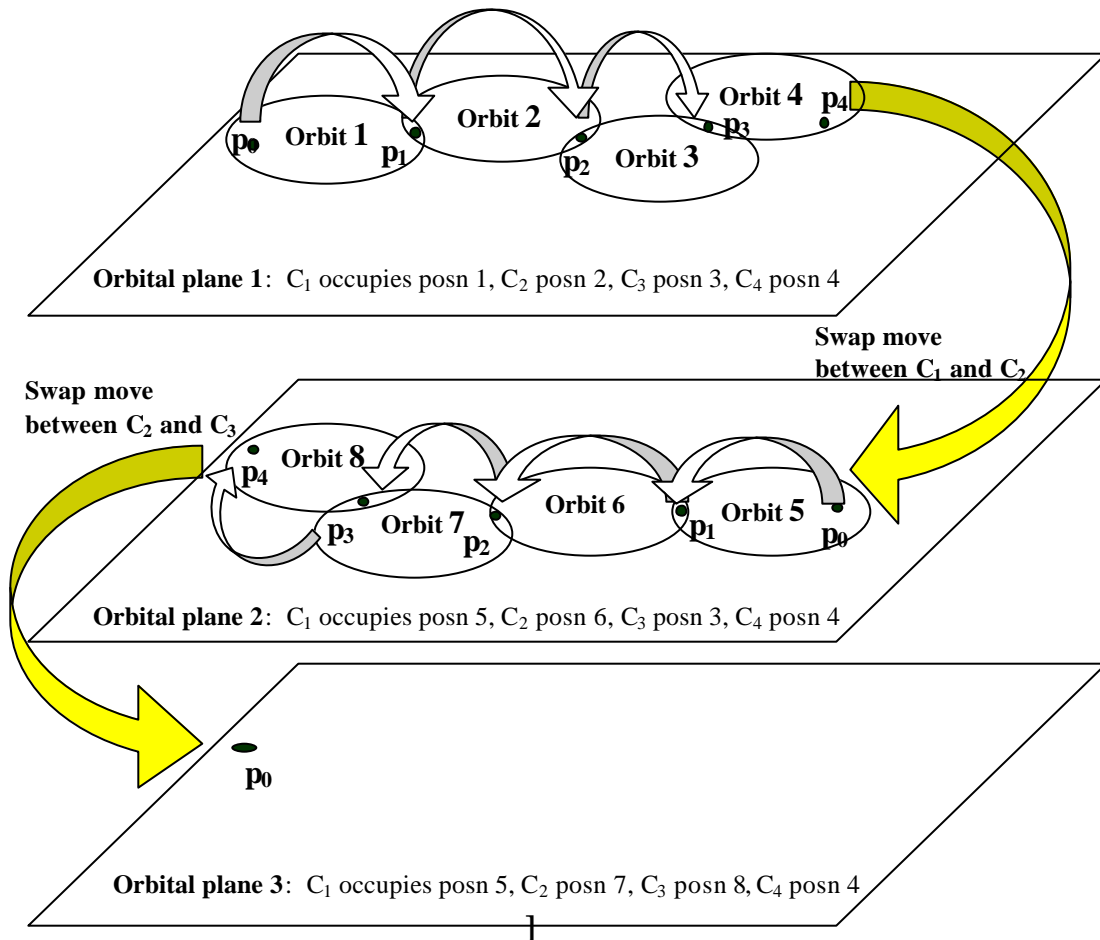 Orbit 1
Orbit 2
Orbit 3
Orbit 4
p₀
p₁
p₂
p₃
p₄
Orbital plane 1: C₁ occupies posn 1, C₂ posn 2, C₃ posn 3, C₄ posn 4
Swap move
between C₁ and C₂
Swap move
between C₂ and C₃
Orbit 8
Orbit 7
Orbit 6
Orbit 5
p₄
p₃
p₂
p₁
p₀
Orbital plane 2: C₁ occupies posn 5, C₂ posn 6, C₃ posn 3, C₄ posn 4
p₀
Orbital plane 3: C₁ occupies posn 5, C₂ posn 7, C₃ posn 8, C₄ posn 4
]